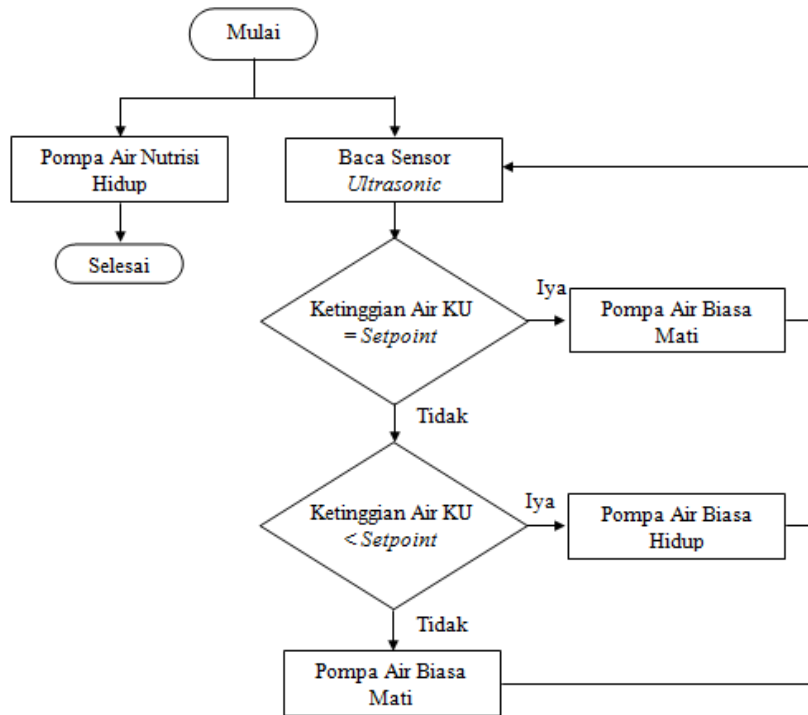 Mulai
Pompa Air Nutrisi
Hidup
Selesai
Baca Sensor
Ultrasonic
Ketinggian Air KU
= Setpoint
Iya
Pompa Air Biasa
Mati
Tidak
Ketinggian Air KU
< Setpoint
Iya
Pompa Air Biasa
Hidup
Tidak
Pompa Air Biasa
Mati